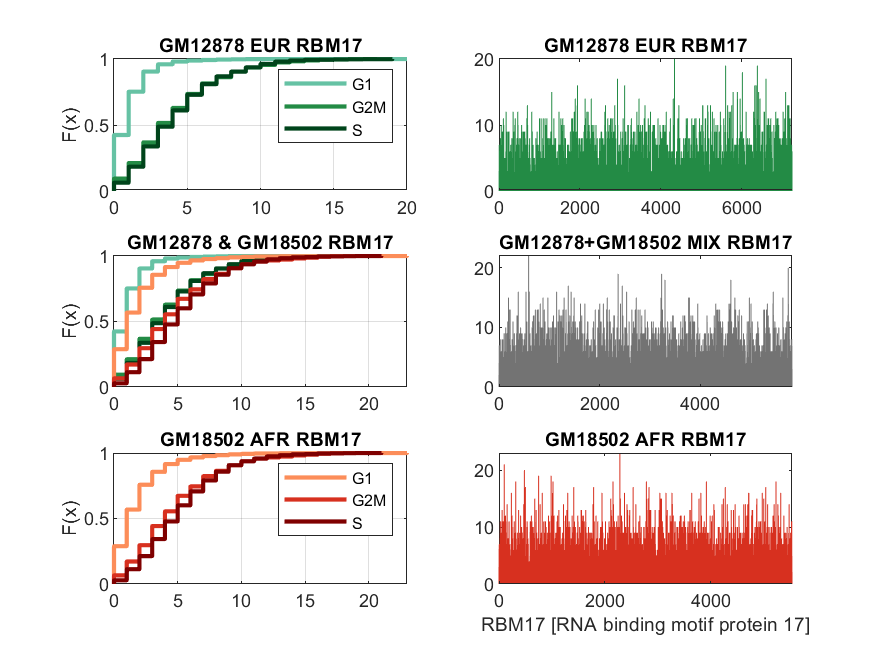 GM12878 EUR RBM17
1
0.5
0
F(x)
0 5 10 15 20
G1
G2M
S
GM12878 EUR RBM17
20
10
0
0 2000 4000 6000
GM12878 & GM18502 RBM17
1
0.5
0
F(x)
0 5 10 15 20
GM12878+GM18502 MIX RBM17
20
10
0
0 2000 4000
GM18502 AFR RBM17
1
0.5
0
F(x)
0 5 10 15 20
G1
G2M
S
GM18502 AFR RBM17
20
10
0
0 2000 4000
RBM17 [RNA binding motif protein 17]